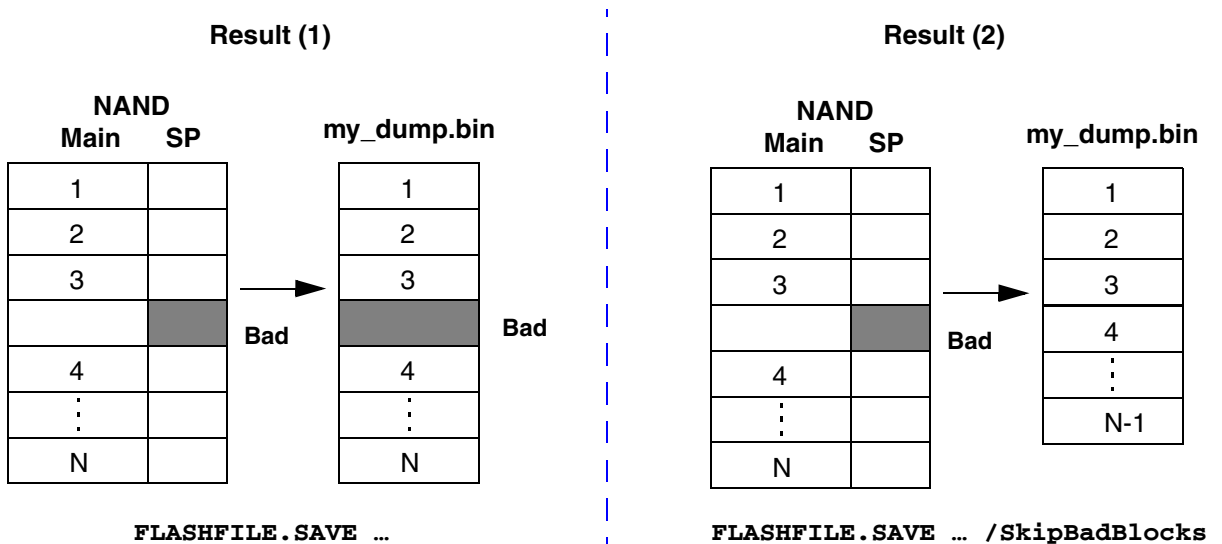 Result (1)
NAND
Main SP
my_dump.bin
1
1
2
2
3
3
Bad
Bad
4
4
N
N
FLASHFILE.SAVE …
Result (2)
NAND
Main SP
my_dump.bin
1
1
2
2
3
3
Bad
4
4
N-1
N
FLASHFILE.SAVE … /SkipBadBlocks